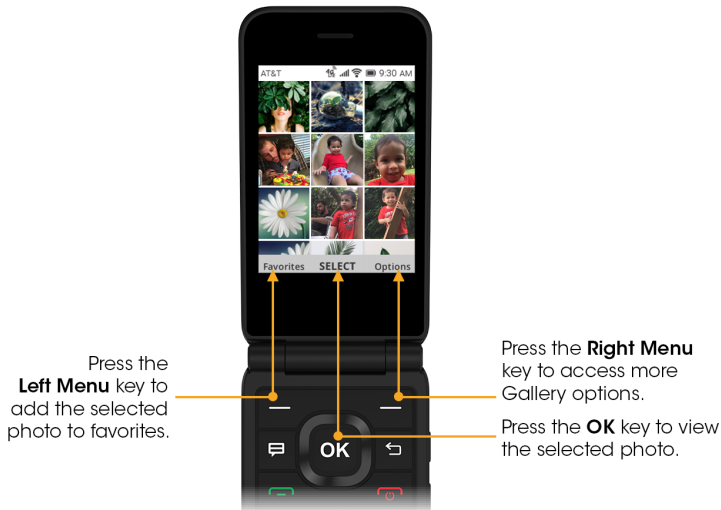 AT&T 4G 9:30 AM
Favorites SELECT Options
Press the
Left Menu key to
add the selected
photo to favorites.
Press the Right Menu
key to access more
Gallery options.
Press the OK key to view
the selected photo.
OK